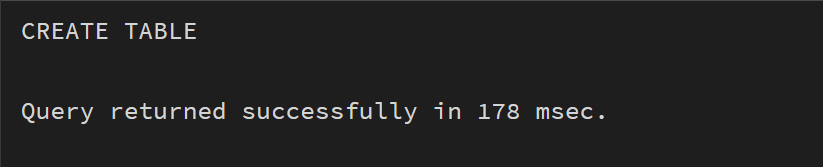 CREATE TABLE
Query returned successfully in 178 msec.